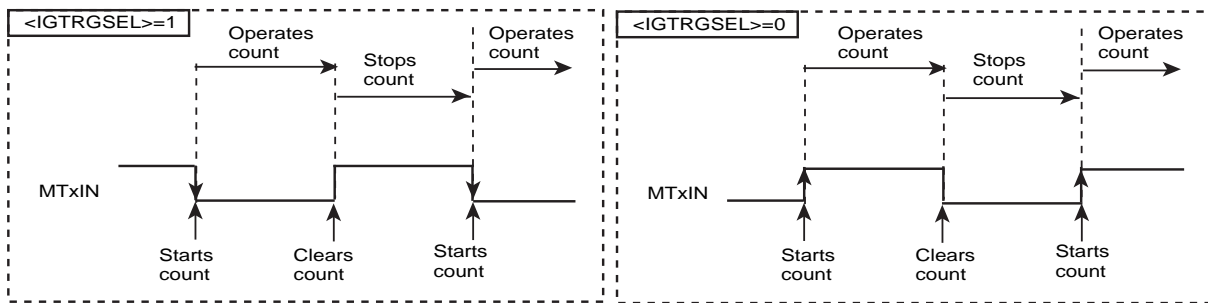 <IGTRGSEL>=1
Operates
count
Stops
count
Operates
count
MTxIN
Starts
count
Clears
count
Starts
count
<IGTRGSEL>=0
Operates
count
Stops
count
Operates
count
MTxIN
Starts
count
Clears
count
Starts
count